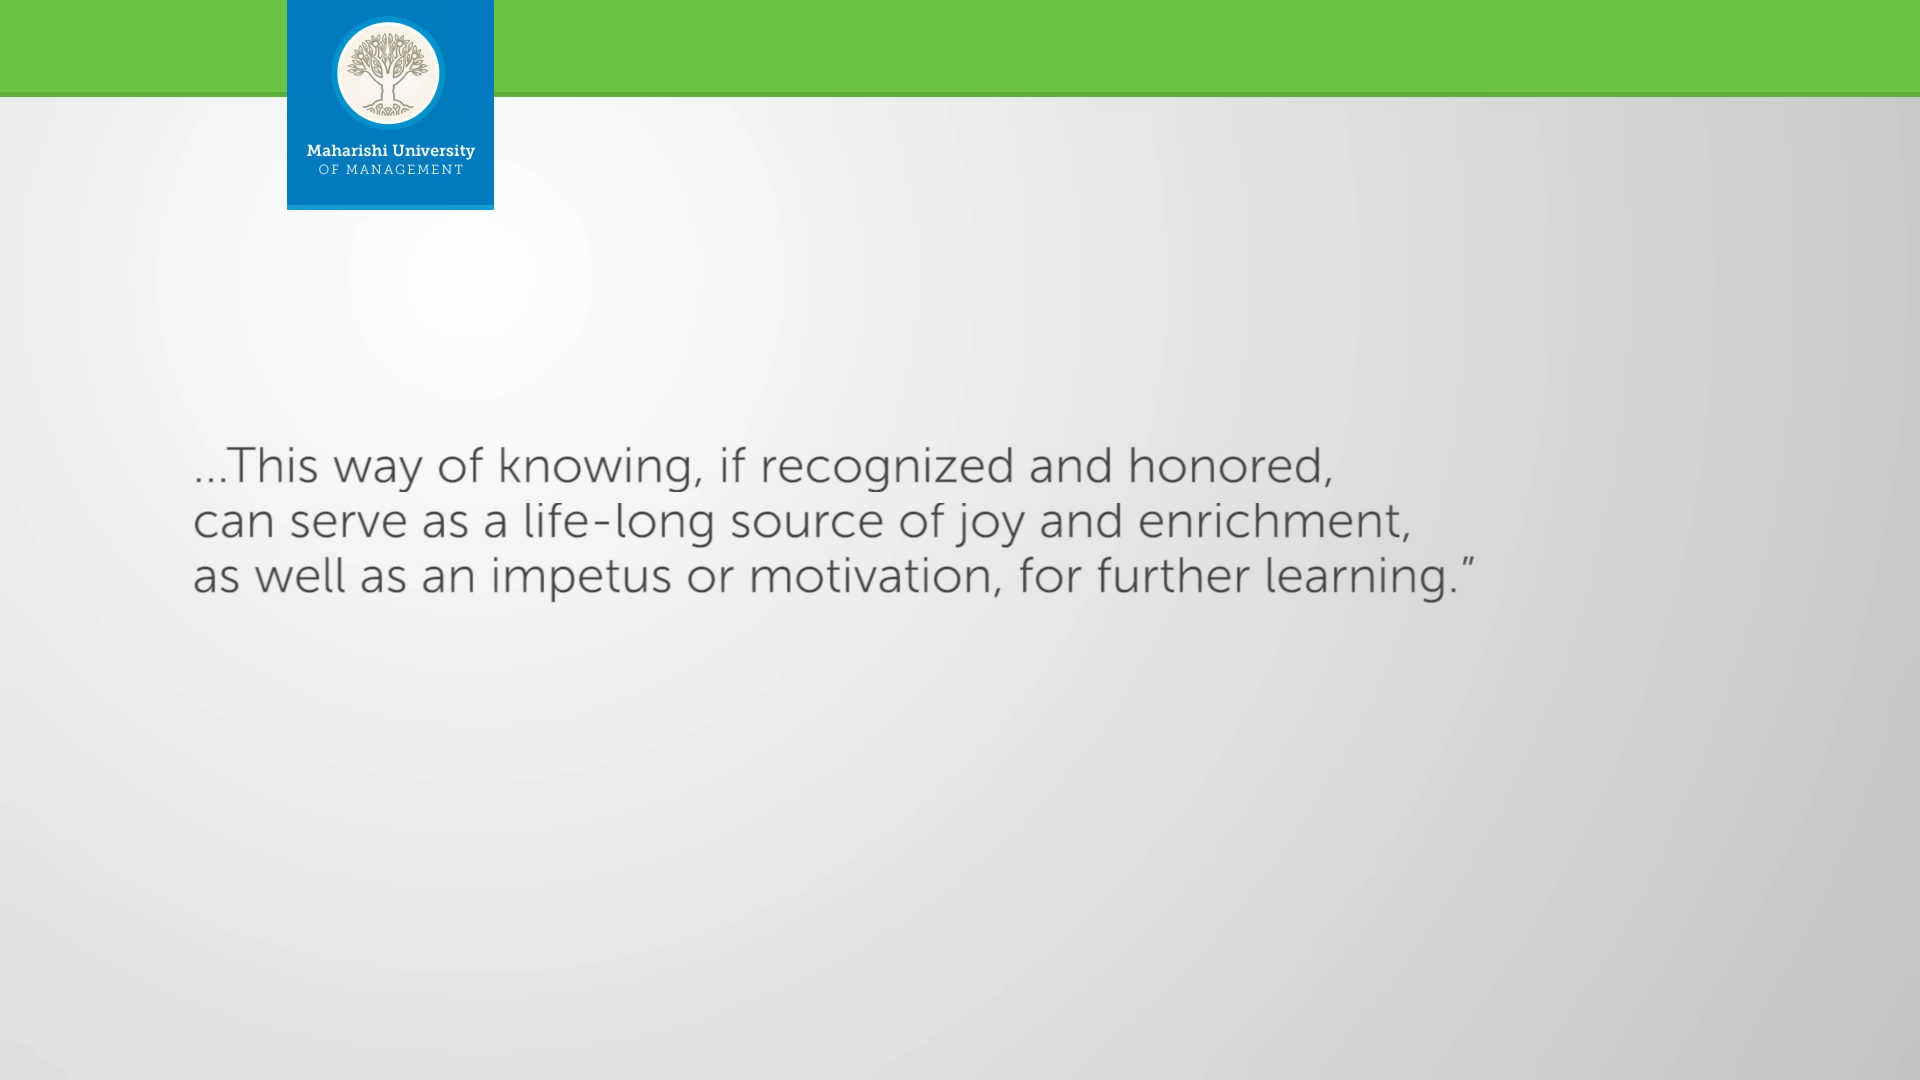 Maharishi University
OF MANAGEMENT
...This way of knowing, if recognized and honored,
can serve as a life-long source of joy and enrichment,
as well as an impetus or motivation, for further learning.”